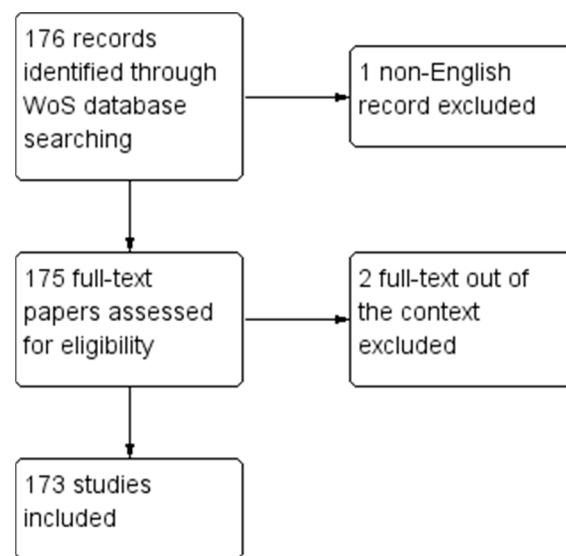 176 records
identified through
WoS database
searching
1 non-English
record excluded
175 full-text
papers assessed
for eligibility
2 full-text out of
the context
excluded
173 studies
included